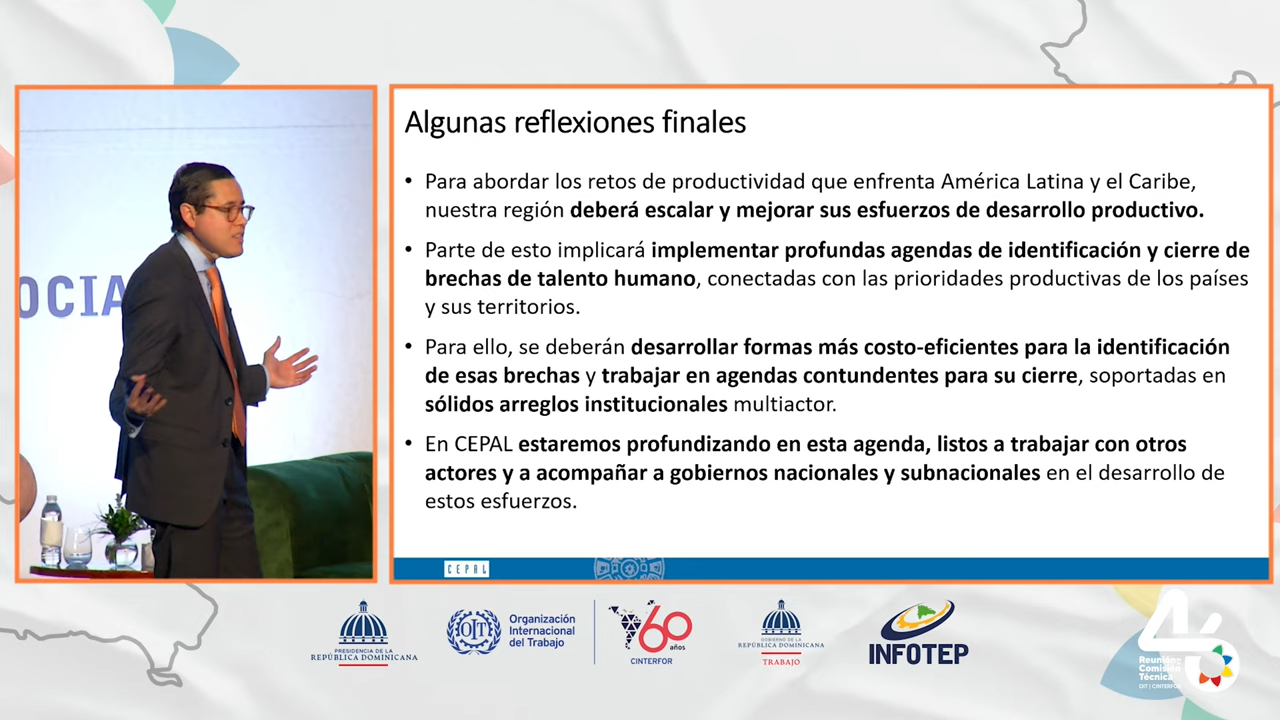 OCIA
Algunas reflexiones finales
• Para abordar los retos de productividad que enfrenta América Latina y el Caribe,
nuestra región deberá escalar y mejorar sus esfuerzos de desarrollo productivo.
• Parte de esto implicará implementar profundas agendas de identificación y cierre de
brechas de talento humano, conectadas con las prioridades productivas de los países
y sus territorios.
• Para ello, se deberán desarrollar formas más costo-eficientes para la identificación
de esas brechas y trabajar en agendas contundentes para su cierre, soportadas en
sólidos arreglos institucionales multiactor.
• En CEPAL estaremos profundizando en esta agenda, listos a trabajar con otros
actores y a acompañar a gobiernos nacionales y subnacionales en el desarrollo de
estos esfuerzos.
CEPAL
PRESIDENCIA DE LA
REPÚBLICA DOMINICANA
OIT
Organización
Internacional
del Trabajo
60
años
CINTERFOR
GOBIERNO DE LA
REPÚBLICA DOMINICANA
TRABAJO
INFOTEP
46
Reunión
Comisión
Técnica
OIT | CINTERFOR